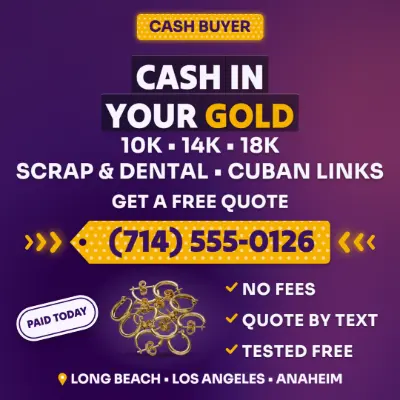 CASH BUYER
CASH IN
YOUR GOLD
10K ▪ 14K ▪ 18K
SCRAP & DENTAL ▪ CUBAN LINKS
GET A FREE QUOTE
(714) 555-0126
PAID TODAY
NO FEES
QUOTE BY TEXT
TESTED FREE
LONG BEACH ▪ LOS ANGELES ▪ ANAHEIM